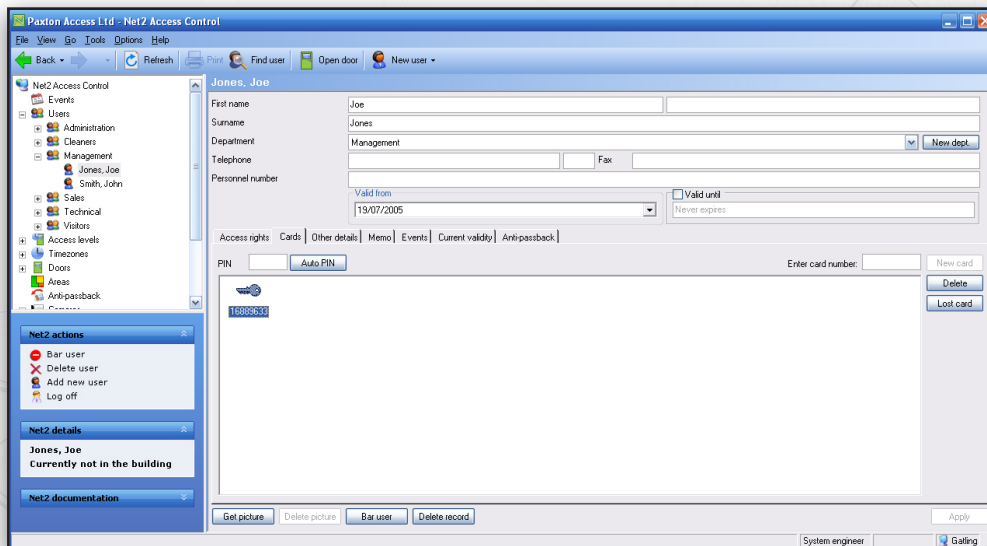 Paxton Access Ltd - Net2 Access Control
File View Go Tools Options Help
Back Refresh Print Find user Open door New user
Net2 Access Control
Events
Users
Administration
Cleaners
Management
Jones, Joe
Smith, John
Sales
Technical
Visitors
Access levels
Timezones
Doors
Areas
Anti-passback
Net2 actions
Bar user
Delete user
Add new user
Log off
Net2 details
Jones, Joe
Currently not in the building
Net2 documentation
Jones, Joe
First name Joe
Surname Jones
Department Management New dept.
Telephone Fax
Personnel number
Valid from Valid until
19/07/2005 Never expires
Access rights Cards Other details Memo Events Current validity Anti-passback
PIN Auto PIN Enter card number: New card
Delete
Lost card
16889633
Get picture Delete picture Bar user Delete record Apply
System engineer Gatling